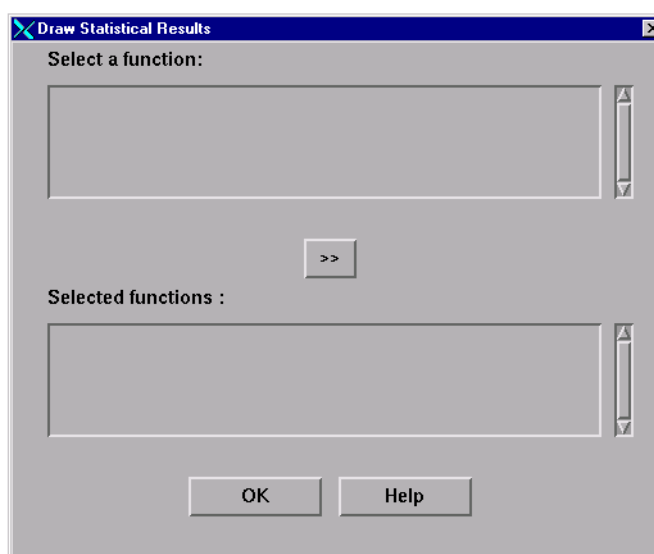 Draw Statistical Results
Select a function:
>>
Selected functions :
OK Help